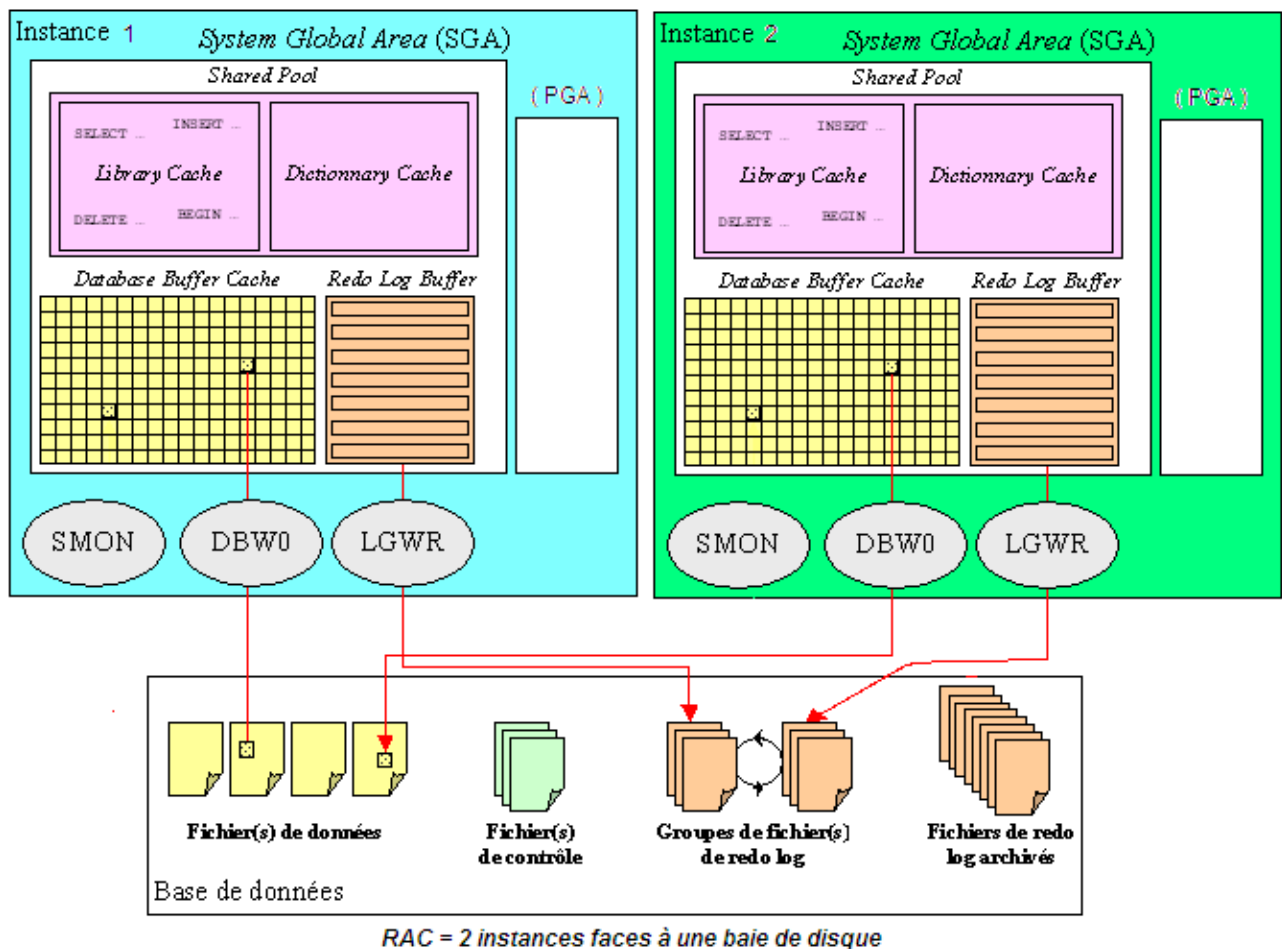 Instance 1
System Global Area (SGA)
Shared Pool
( PGA )
SELECT ...
INSERT ...
Library Cache
Dictionnary Cache
DELETE ...
BEGIN ...
Database Buffer Cache
Redo Log Buffer
SMON
DBW0
LGWR
Instance 2
System Global Area (SGA)
Shared Pool
( PGA )
SELECT ...
INSERT ...
Library Cache
Dictionnary Cache
DELETE ...
BEGIN ...
Database Buffer Cache
Redo Log Buffer
SMON
DBW0
LGWR
Fichier(s) de données
Fichier(s)
de contrôle
Groupes de fichier(s)
de redo log
Fichiers de redo
log archivés
Base de données
RAC = 2 instances faces à une baie de disque